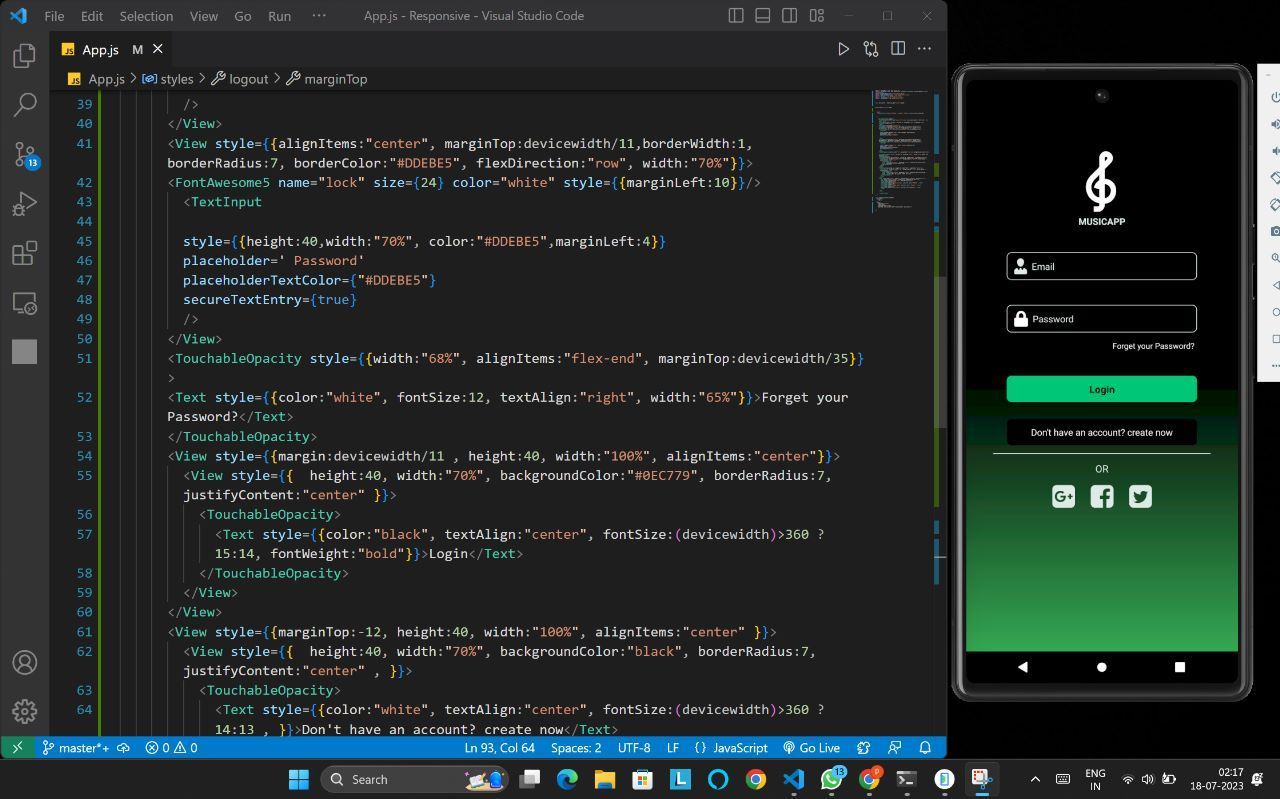 File Edit Selection View Go Run ··· App.js - Responsive - Visual Studio Code
JS App.js M
JS App.js > styles > logout > marginTop
39 />
40 </View>
41 <View style={{alignItems:"center", marginTop:devicewidth/11,borderWidth:1,
borderRadius:7, borderColor:"#DDEBE5", flexDirection:"row", width:"70%"}}>
42 <FontAwesome5 name="lock" size={24} color="white" style={{marginLeft:10}}/>
43 <TextInput
44
45 style={{height:40,width:"70%", color:"#DDEBE5",marginLeft:4}}
46 placeholder=' Password'
47 placeholderTextColor={"#DDEBE5"}
48 secureTextEntry={true}
49 />
50 </View>
51 <TouchableOpacity style={{width:"68%", alignItems:"flex-end", marginTop:devicewidth/35}}
>
52 <Text style={{color:"white", fontSize:12, textAlign:"right", width:"65%"}}>Forget your
Password?</Text>
53 </TouchableOpacity>
54 <View style={{margin:devicewidth/11 , height:40, width:"100%", alignItems:"center"}}>
55 <View style={{  height:40, width:"70%", backgroundColor:"#0EC779", borderRadius:7,
justifyContent:"center" }}>
56 <TouchableOpacity>
57 <Text style={{color:"black", textAlign:"center", fontSize:(devicewidth)>360 ?
15:14, fontWeight:"bold"}}>Login</Text>
58 </TouchableOpacity>
59 </View>
60 </View>
61 <View style={{marginTop:-12, height:40, width:"100%", alignItems:"center" }}>
62 <View style={{  height:40, width:"70%", backgroundColor:"black", borderRadius:7,
justifyContent:"center" , }}>
63 <TouchableOpacity>
64 <Text style={{color:"white", textAlign:"center", fontSize:(devicewidth)>360 ?
14:13 , }}>Don't have an account? create now</Text>
13
master*+ 0 0 Ln 93, Col 64 Spaces: 2 UTF-8 LF {} JavaScript Go Live
MUSICAPP
Email
Password
Forget your Password?
Login
Don't have an account? create now
OR
G+
Search L 13 P ENG
IN
02:17
18-07-2023